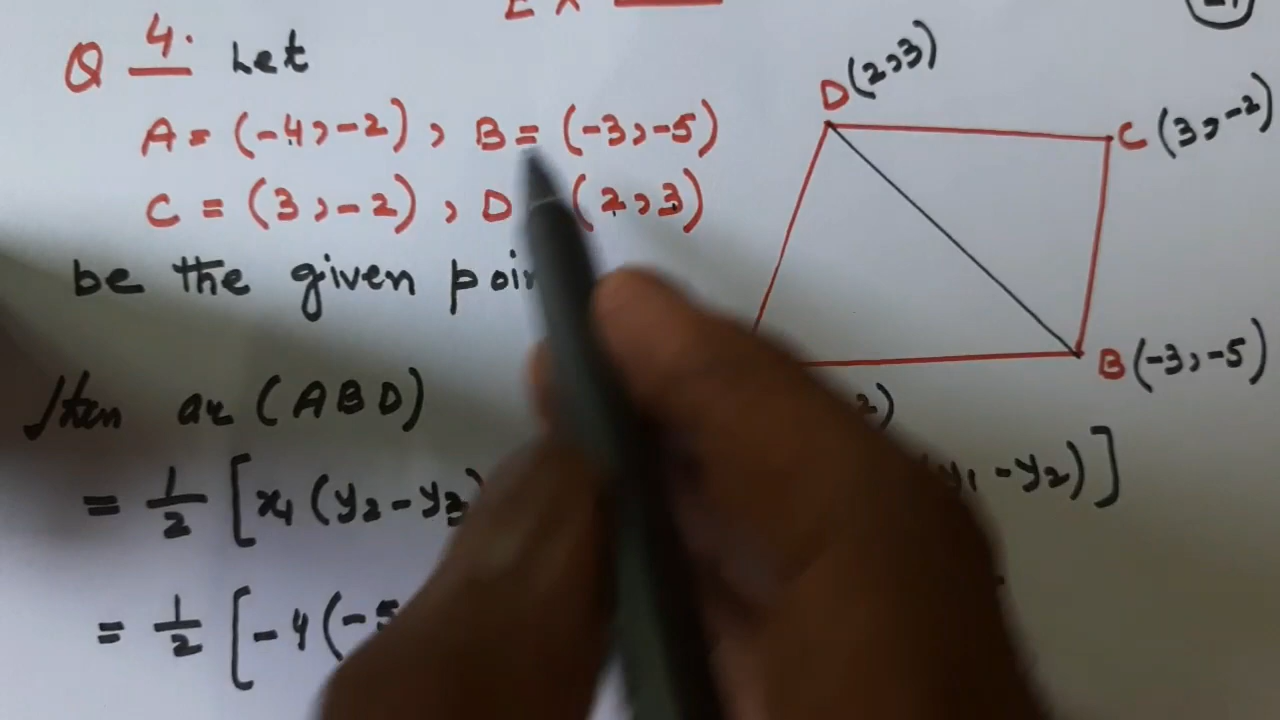 Q 4. Let
A = (-4, -2), B = (-3, -5)
C = (3, -2), D (2, 3)
be the given
Then ar (ABD)
= 1/2 [x1 (y2 - y3) y1 - y2)]
= 1/2 [-4 (-5
D (2, 3)
C (3, -2)
B (-3, -5)
2)